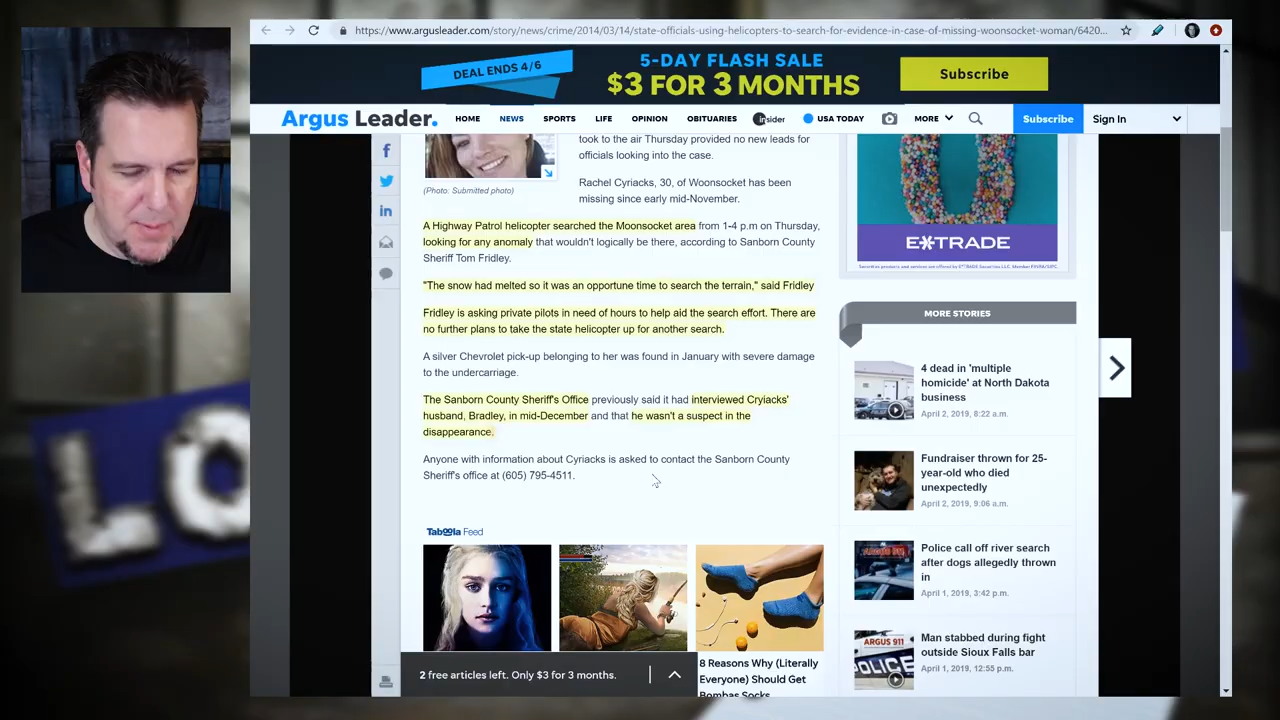 https://www.argusleader.com/story/news/crime/2014/03/14/state-officials-using-helicopters-to-search-for-evidence-in-case-of-missing-woonsocket-woman/6420...
DEAL ENDS 4/6
5-DAY FLASH SALE
$3 FOR 3 MONTHS
Subscribe
Argus Leader.
HOME
NEWS
SPORTS
LIFE
OPINION
OBITUARIES
insider
USA TODAY
MORE
Subscribe
Sign In
(Photo: Submitted photo)
took to the air Thursday provided no new leads for
officials looking into the case.
Rachel Cyriacks, 30, of Woonsocket has been
missing since early mid-November.
A Highway Patrol helicopter searched the Moonsocket area from 1-4 p.m on Thursday,
looking for any anomaly that wouldn't logically be there, according to Sanborn County
Sheriff Tom Fridley.
"The snow had melted so it was an opportune time to search the terrain," said Fridley
Fridley is asking private pilots in need of hours to help aid the search effort. There are
no further plans to take the state helicopter up for another search.
A silver Chevrolet pick-up belonging to her was found in January with severe damage
to the undercarriage.
The Sanborn County Sheriff's Office previously said it had interviewed Cryiacks'
husband, Bradley, in mid-December and that he wasn't a suspect in the
disappearance.
Anyone with information about Cyriacks is asked to contact the Sanborn County
Sheriff's office at (605) 795-4511.
Taboola Feed
8 Reasons Why (Literally
Everyone) Should Get
Bombas Socks
2 free articles left. Only $3 for 3 months.
E*TRADE
MORE STORIES
4 dead in 'multiple
homicide' at North Dakota
business
April 2, 2019, 8:22 a.m.
Fundraiser thrown for 25-
year-old who died
unexpectedly
April 2, 2019, 9:06 a.m.
Police call off river search
after dogs allegedly thrown
in
April 1, 2019, 3:42 p.m.
Man stabbed during fight
outside Sioux Falls bar
April 1, 2019, 12:55 p.m.
ARGUS 911
POLICE
LO